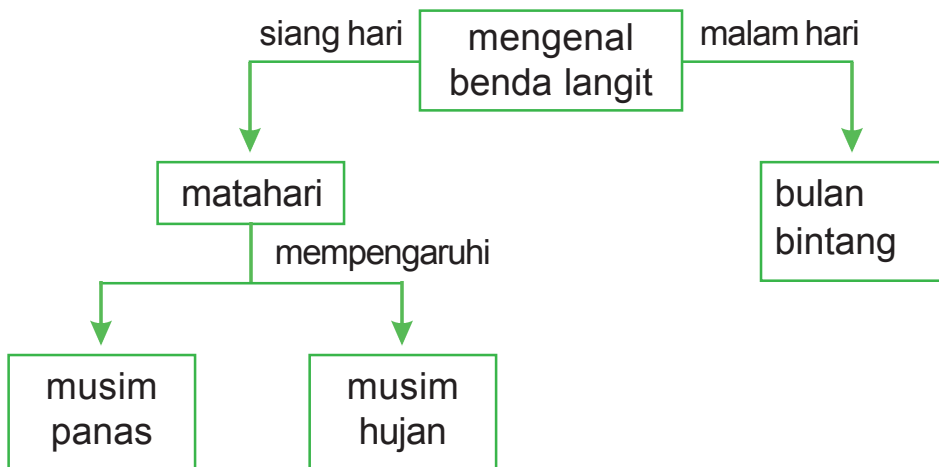 siang hari
mengenal
benda langit
malam hari
matahari
bulan
bintang
mempengaruhi
musim
panas
musim
hujan